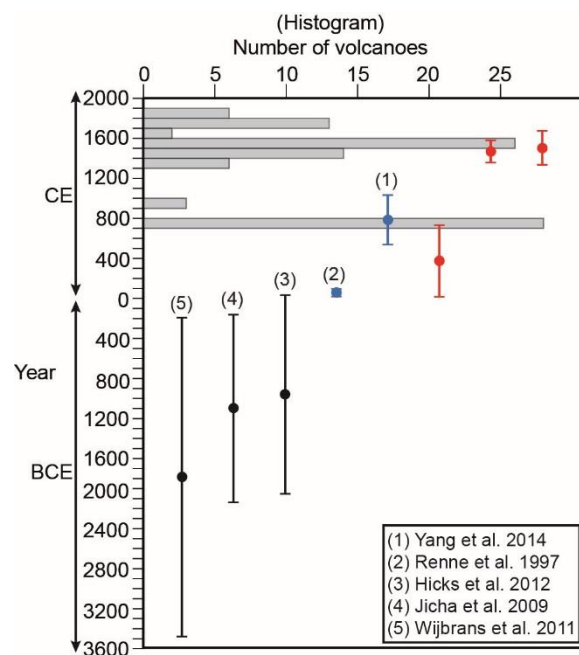 (Histogram)
Number of volcanoes
0 5 10 15 20 25
2000
1600
1200
800
400
0
400
800
1200
1600
2000
2400
2800
3200
3600
CE
Year
BCE
(1)
(2)
(3)
(4)
(5)
(1) Yang et al. 2014
(2) Renne et al. 1997
(3) Hicks et al. 2012
(4) Jicha et al. 2009
(5) Wijbrans et al. 2011